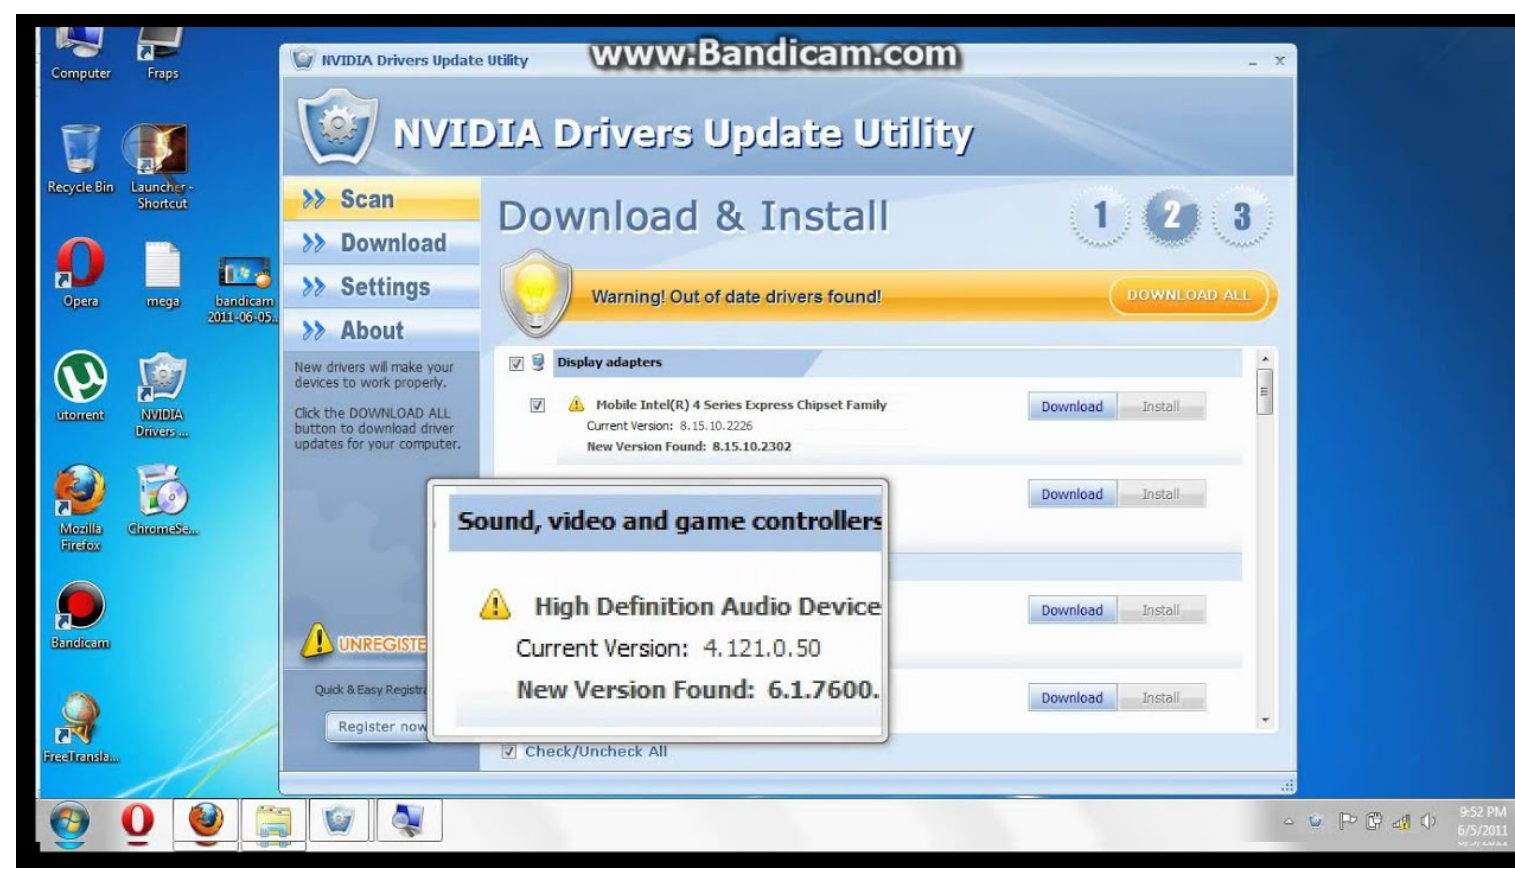 www.Bandicam.com
Computer
Fraps
Recycle Bin
Launcher -
Shortcut
Opera
mega
bandicam
2011-06-05...
utorrent
NVIDIA
Drivers ...
Mozilla
Firefox
ChromeSe...
Bandicam
FreeTransla...
NVIDIA Drivers Update Utility
NVIDIA Drivers Update Utility
Scan
Download
Settings
About
New drivers will make your
devices to work properly.
Click the DOWNLOAD ALL
button to download driver
updates for your computer.
UNREGISTE
Quick & Easy Registra
Register now
Download & Install
1 2 3
Warning! Out of date drivers found!
DOWNLOAD ALL
Display adapters
Mobile Intel(R) 4 Series Express Chipset Family
Current Version: 8.15.10.2226
New Version Found: 8.15.10.2302
Download Install
Download Install
Sound, video and game controllers
High Definition Audio Device
Current Version: 4.121.0.50
New Version Found: 6.1.7600.
Download Install
Download Install
Check/Uncheck All
9:52 PM
6/5/2011